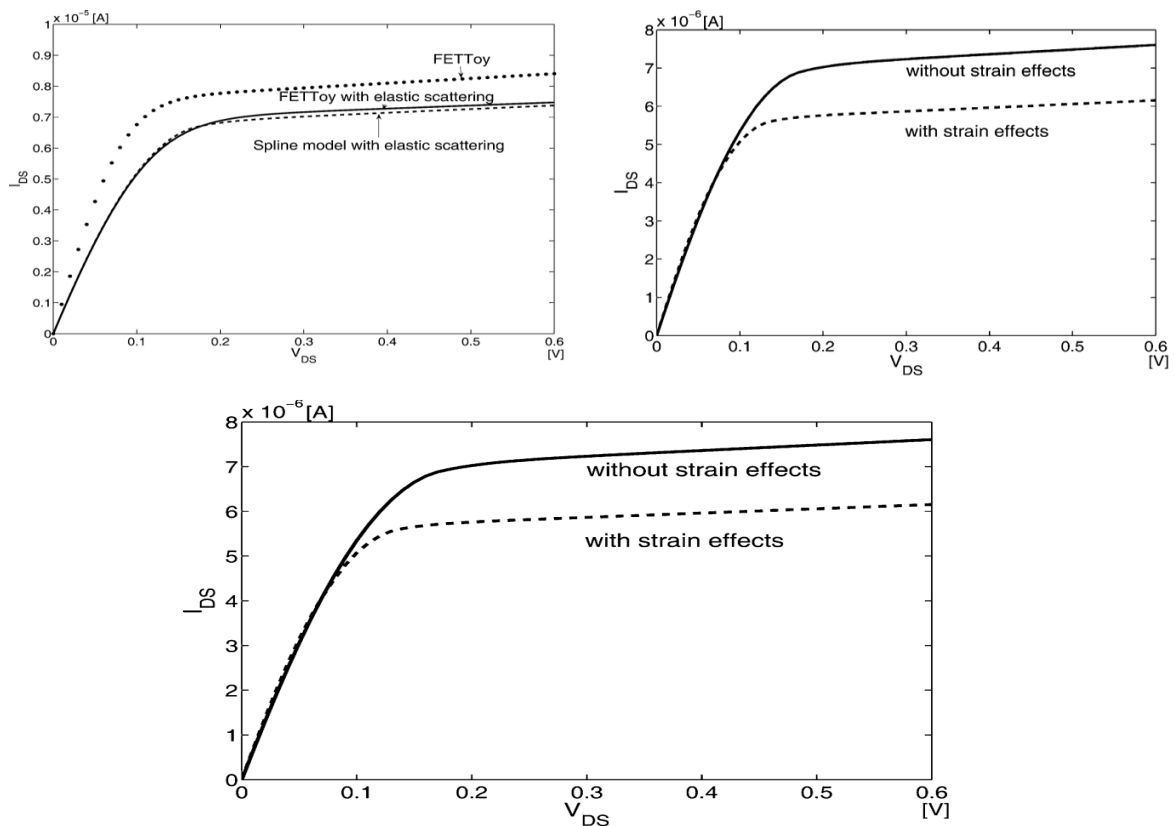 x 10⁻⁵ [A]
1
0.9
0.8
0.7
0.6
0.5
0.4
0.3
0.2
0.1
0
I_DS
FETToy
FETToy with elastic scattering
Spline model with elastic scattering
0 0.1 0.2 0.3 0.4 0.5 0.6
V_DS [V]
x 10⁻⁶ [A]
8
7
6
5
4
3
2
1
0
I_DS
without strain effects
with strain effects
0 0.1 0.2 0.3 0.4 0.5 0.6
V_DS [V]
x 10⁻⁶ [A]
8
7
6
5
4
3
2
1
0
I_DS
without strain effects
with strain effects
0 0.1 0.2 0.3 0.4 0.5 0.6
V_DS [V]